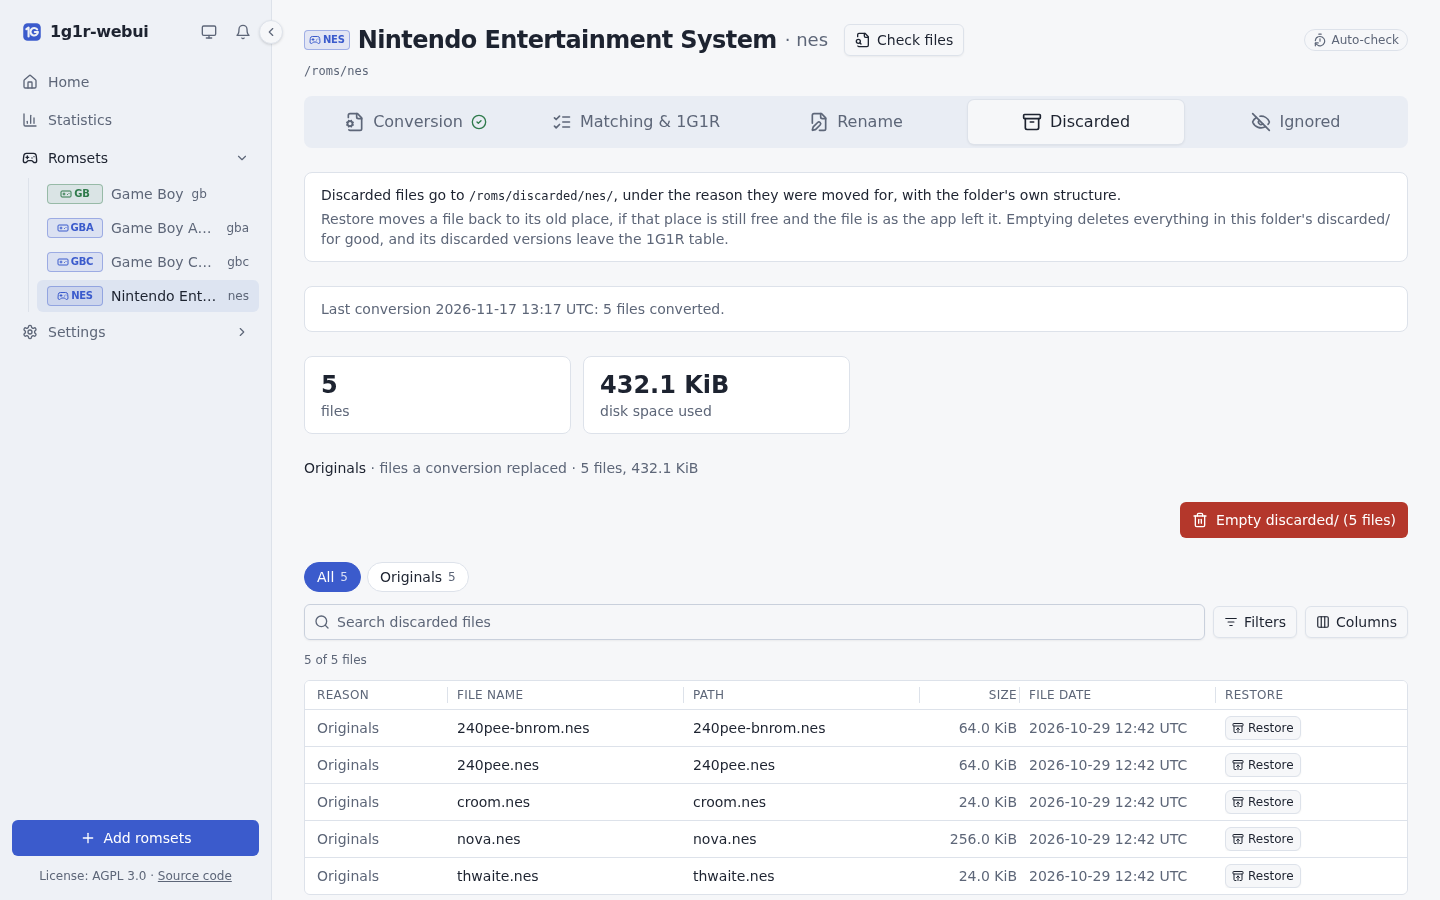 1G 1g1r-webui
NES Nintendo Entertainment System · nes Check files Auto-check
/roms/nes
Home
Statistics
Romsets
GB Game Boy gb
GBA Game Boy A... gba
GBC Game Boy C... gbc
NES Nintendo Ent... nes
Settings
Add romsets
License: AGPL 3.0 · Source code
Conversion Matching & 1G1R Rename Discarded Ignored
Discarded files go to /roms/discarded/nes/, under the reason they were moved for, with the folder's own structure.
Restore moves a file back to its old place, if that place is still free and the file is as the app left it. Emptying deletes everything in this folder's discarded/
for good, and its discarded versions leave the 1G1R table.
Last conversion 2026-11-17 13:17 UTC: 5 files converted.
5 432.1 KiB
files disk space used
Originals · files a conversion replaced · 5 files, 432.1 KiB
Empty discarded/ (5 files)
All 5 Originals 5
Search discarded files Filters Columns
5 of 5 files
REASON FILE NAME PATH SIZE FILE DATE RESTORE
Originals 240pee-bnrom.nes 240pee-bnrom.nes 64.0 KiB 2026-10-29 12:42 UTC Restore
Originals 240pee.nes 240pee.nes 64.0 KiB 2026-10-29 12:42 UTC Restore
Originals croom.nes croom.nes 24.0 KiB 2026-10-29 12:42 UTC Restore
Originals nova.nes nova.nes 256.0 KiB 2026-10-29 12:42 UTC Restore
Originals thwaite.nes thwaite.nes 24.0 KiB 2026-10-29 12:42 UTC Restore